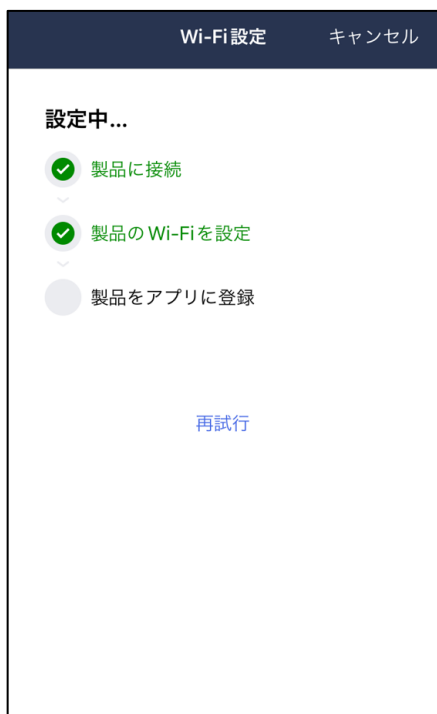 Wi-Fi設定 キャンセル
設定中...
製品に接続
製品のWi-Fiを設定
製品をアプリに登録
再試行